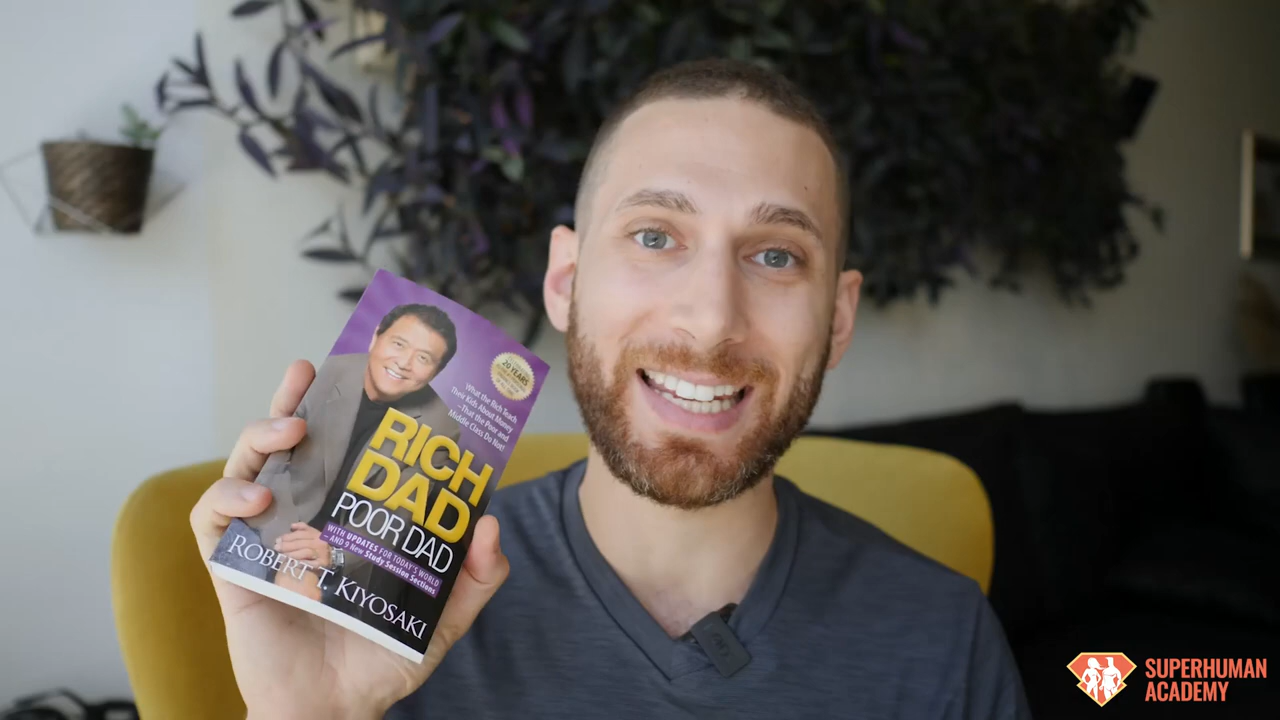 20 YEARS
What the Rich Teach
Their Kids About Money
–That the Poor and
Middle Class Do Not!
RICH
DAD
POOR DAD
WITH UPDATES FOR TODAY'S WORLD
– AND 9 New Study Session Sections
ROBERT T. KIYOSAKI
SUPERHUMAN
ACADEMY